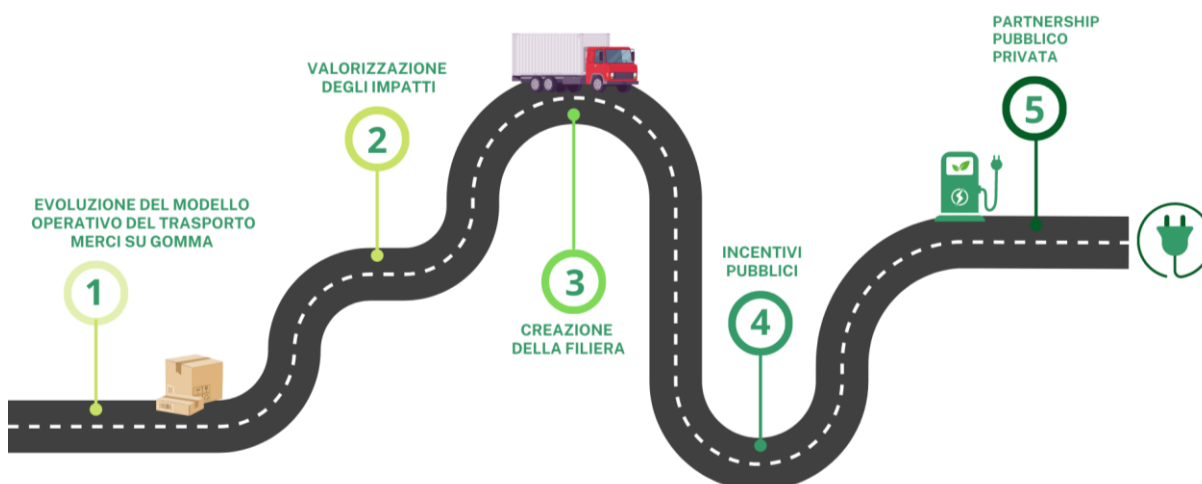 EVOLUZIONE DEL MODELLO
OPERATIVO DEL TRASPORTO
MERCI SU GOMMA
1
VALORIZZAZIONE
DEGLI IMPATTI
2
3
CREAZIONE
DELLA FILIERA
INCENTIVI
PUBBLICI
4
PARTNERSHIP
PUBBLICO
PRIVATA
5